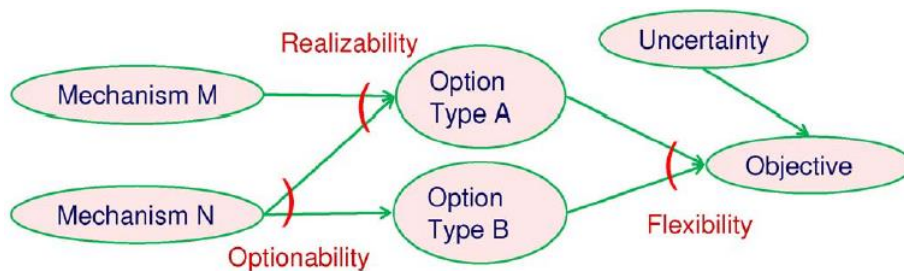 Realizability
Uncertainty
Mechanism M
Option
Type A
Objective
Mechanism N
Option
Type B
Optionability
Flexibility